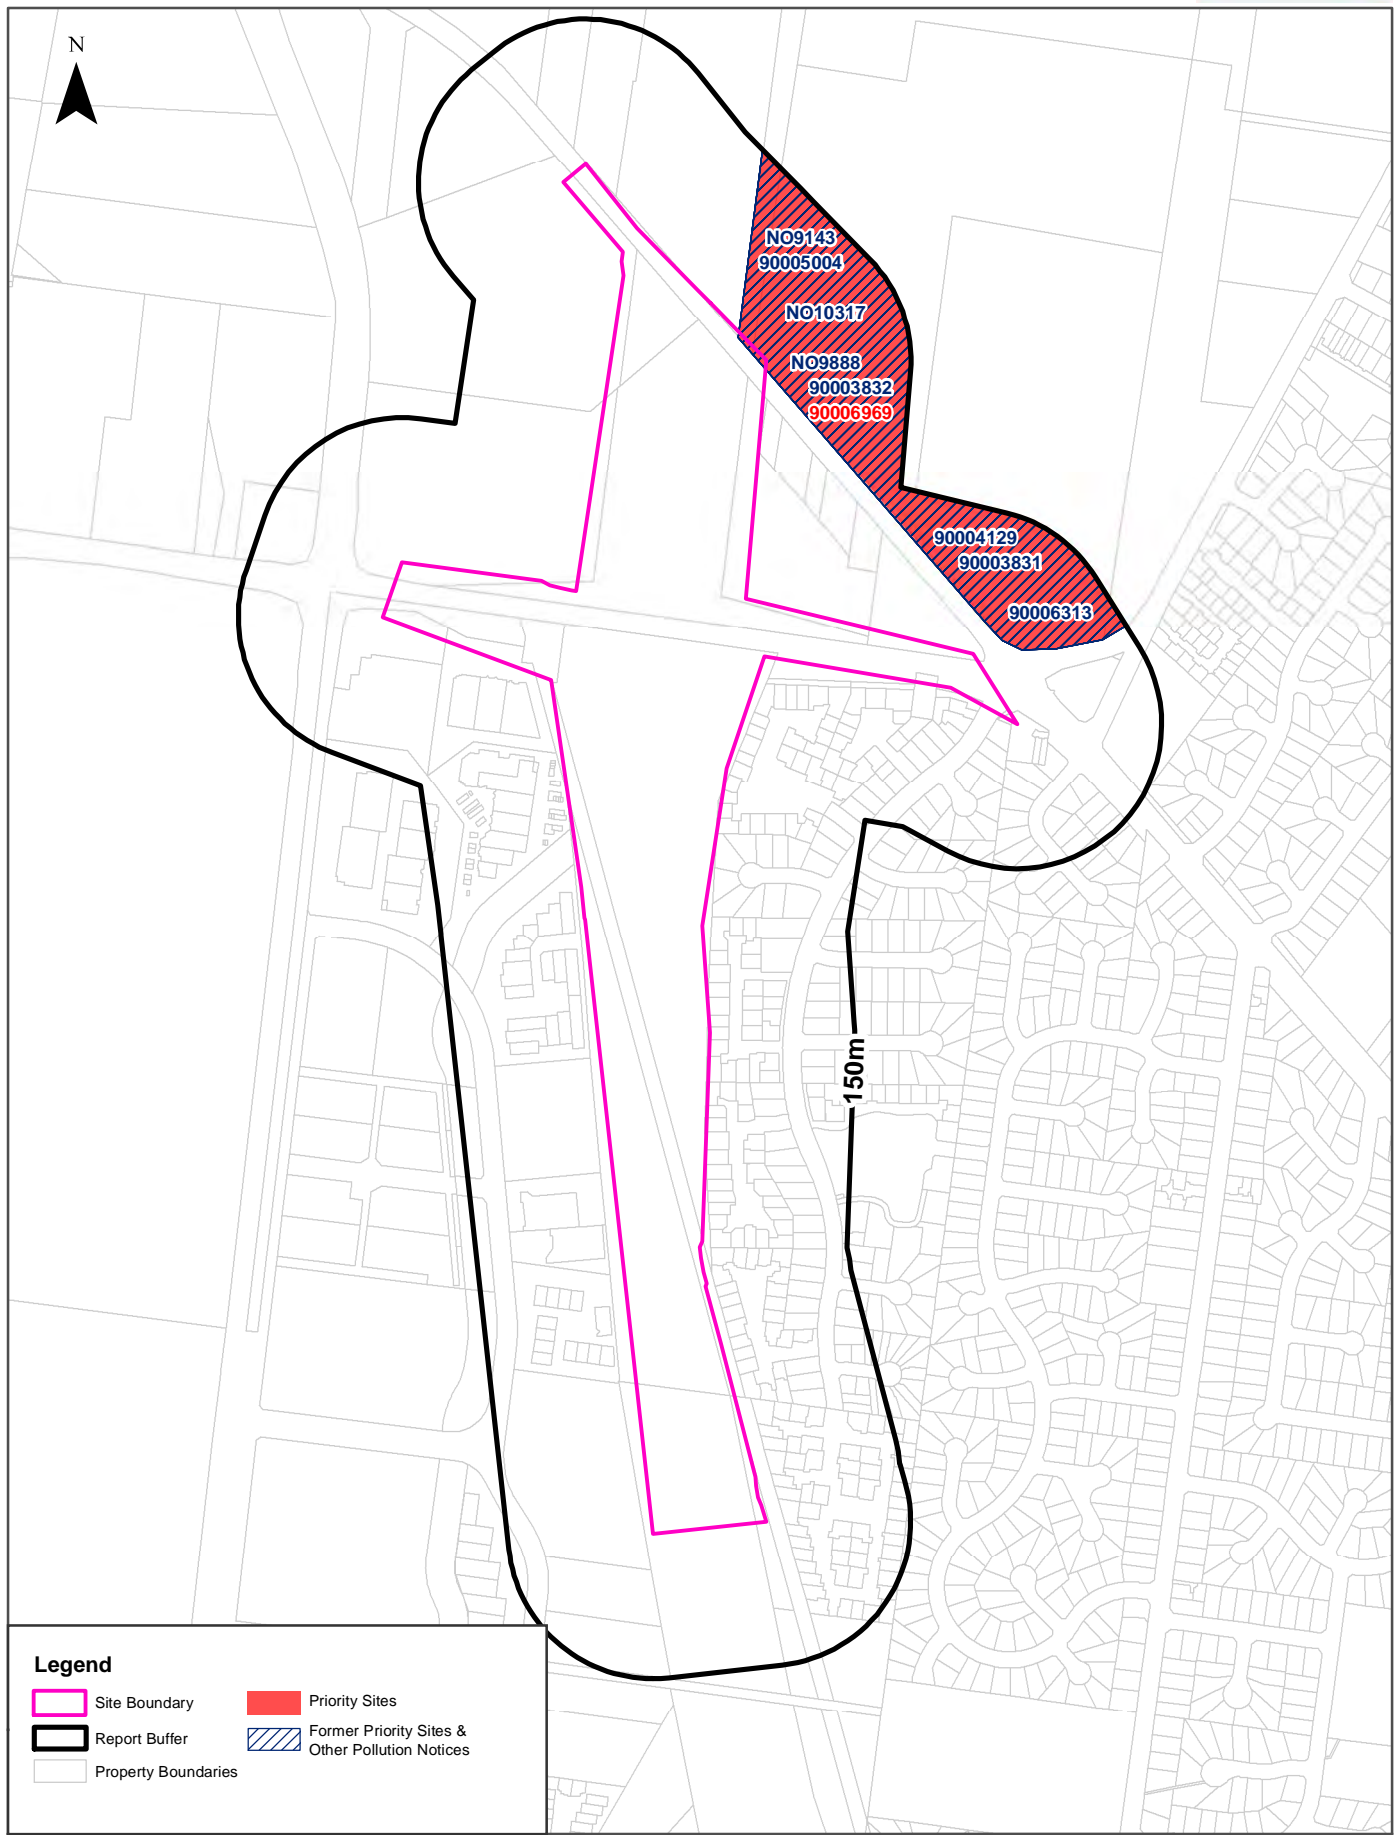 N
NO9143
90005004
NO10317
NO9888
90003832
90006969
90004129
90003831
90006313
150m
Legend
Site Boundary
Report Buffer
Property Boundaries
Priority Sites
Former Priority Sites &
Other Pollution Notices